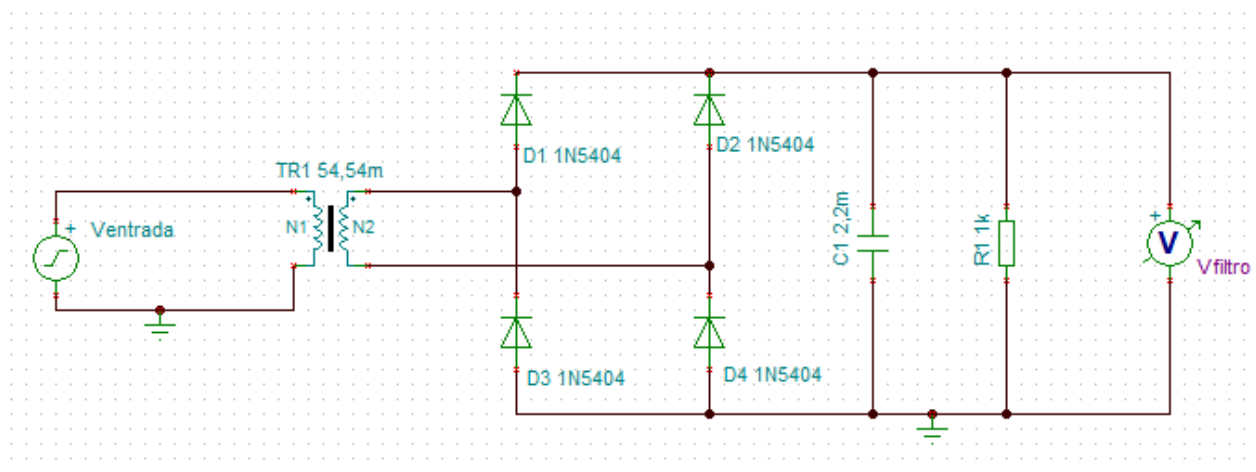 D1 1N5404
D2 1N5404
TR1 54,54m
+ Ventrada
N1
N2
C1 2,2m
R1 1k
+
V
Vfiltro
D3 1N5404
D4 1N5404